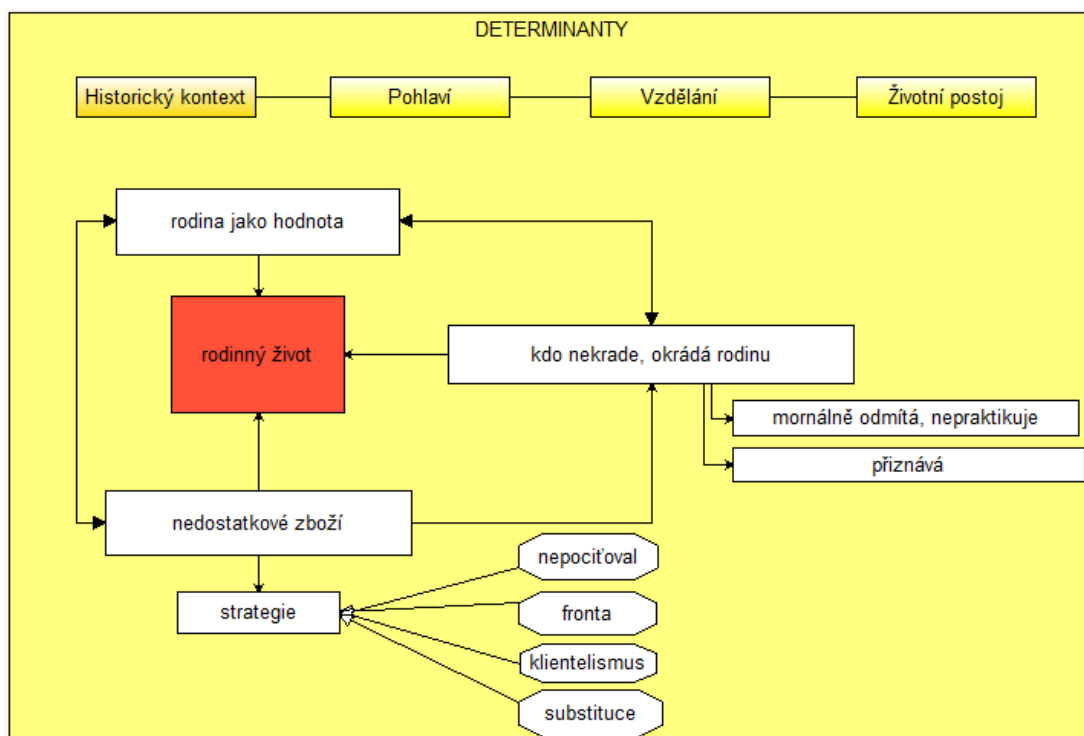 DETERMINANTY
Historický kontext
Pohlaví
Vzdělání
Životní postoj
rodina jako hodnota
rodinný život
kdo nekrade, okrádá rodinu
mornálně odmítá, nepraktikuje
přiznává
nedostatkové zboží
nepociťoval
strategie
fronta
klientelismus
substituce